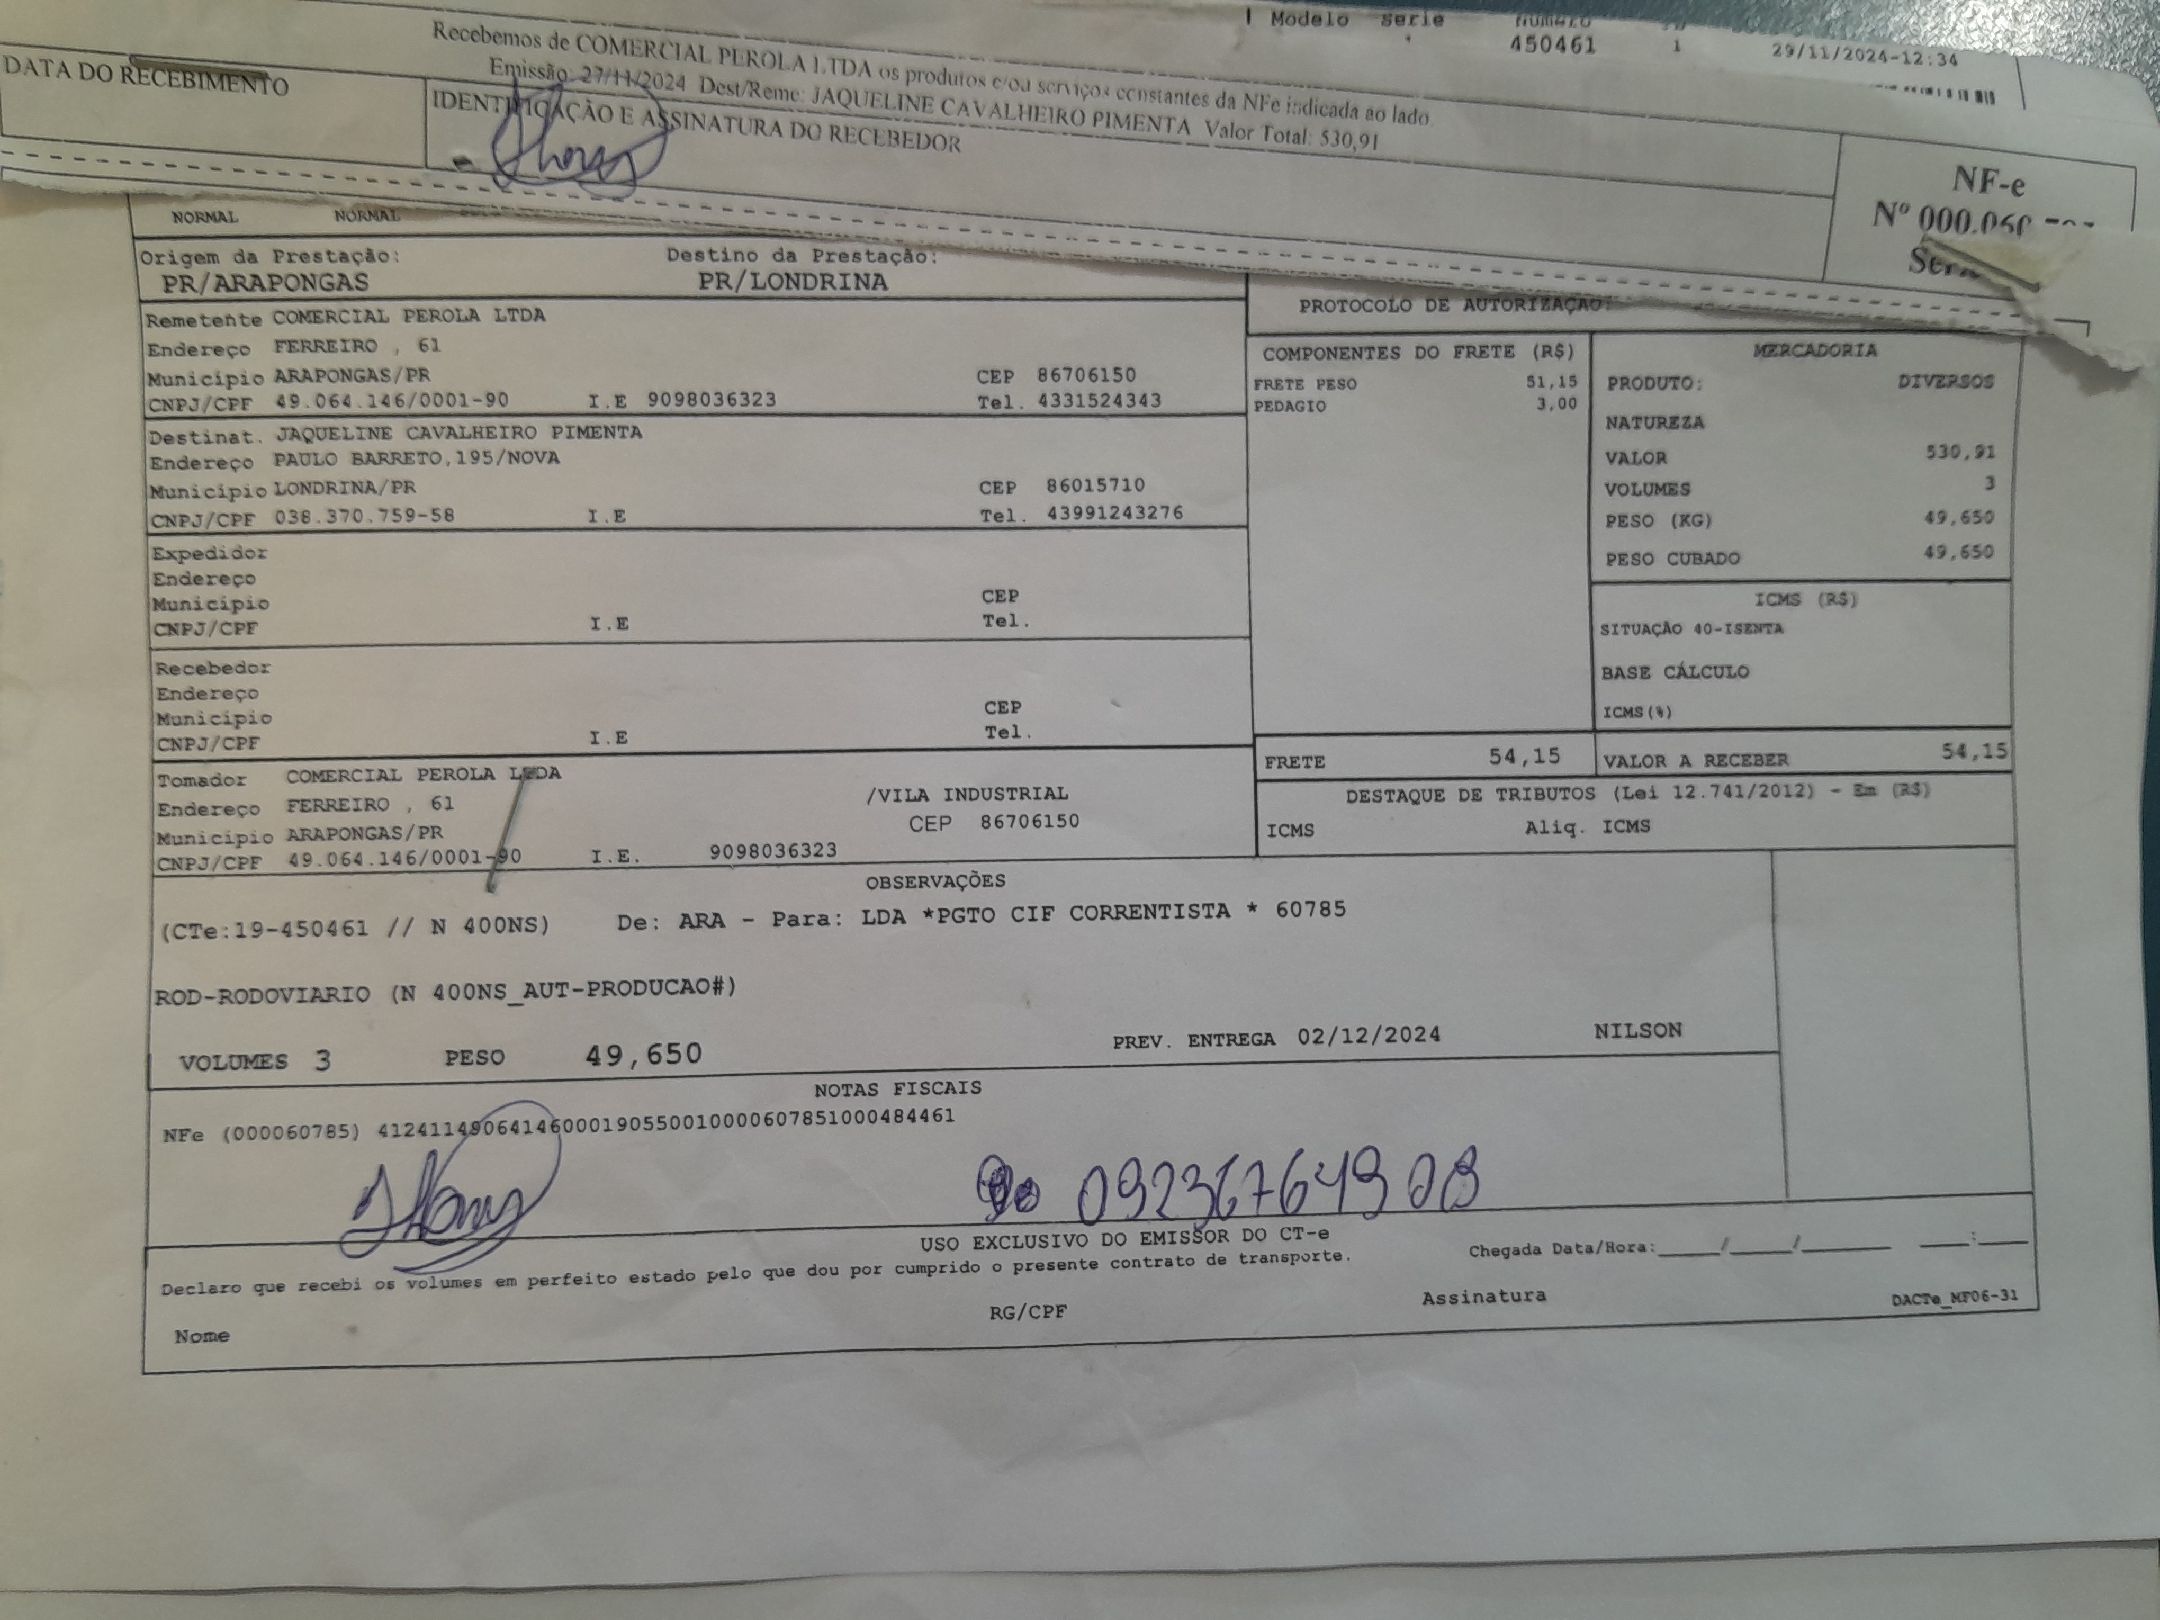 Modelo serie numero
450461 1 29/11/2024-12:34
Recebemos de COMERCIAL PEROLA LTDA os produtos e/ou serviços constantes da NFe indicada ao lado
Emissão: 27/11/2024 Dest/Reme: JAQUELINE CAVALHEIRO PIMENTA Valor Total: 530,91
DATA DO RECEBIMENTO
IDENTIFICAÇÃO E ASSINATURA DO RECEBEDOR
NF-e
Nº 000.060
NORMAL NORMAL
Origem da Prestação: Destino da Prestação:
PR/ARAPONGAS PR/LONDRINA
PROTOCOLO DE AUTORIZAÇAO:
Remetente COMERCIAL PEROLA LTDA
Endereço FERREIRO , 61
Município ARAPONGAS/PR CEP 86706150
CNPJ/CPF 49.064.146/0001-90 I.E 9098036323 Tel. 4331524343
Destinat. JAQUELINE CAVALHEIRO PIMENTA
Endereço PAULO BARRETO,195/NOVA
Município LONDRINA/PR CEP 86015710
CNPJ/CPF 038.370.759-58 I.E Tel. 43991243276
Expedidor
Endereço
Município CEP
CNPJ/CPF I.E Tel.
Recebedor
Endereço
Município CEP
CNPJ/CPF I.E Tel.
Tomador COMERCIAL PEROLA LTDA
Endereço FERREIRO , 61 /VILA INDUSTRIAL
Município ARAPONGAS/PR CEP 86706150
CNPJ/CPF 49.064.146/0001-90 I.E. 9098036323
COMPONENTES DO FRETE (R$)
FRETE PESO 51,15
PEDAGIO 3,00
MERCADORIA
PRODUTO: DIVERSOS
NATUREZA
VALOR 530,91
VOLUMES 3
PESO (KG) 49,650
PESO CUBADO 49,650
ICMS (R$)
SITUAÇÃO 40-ISENTA
BASE CÁLCULO
ICMS(%)
FRETE 54,15 VALOR A RECEBER 54,15
DESTAQUE DE TRIBUTOS (Lei 12.741/2012) - Em (R$)
ICMS Aliq. ICMS
OBSERVAÇÕES
(CTe:19-450461 // N 400NS) De: ARA - Para: LDA *PGTO CIF CORRENTISTA * 60785
ROD-RODOVIARIO (N 400NS_AUT-PRODUCAO#)
VOLUMES 3 PESO 49,650 PREV. ENTREGA 02/12/2024 NILSON
NOTAS FISCAIS
NFe (000060785) 41241149064146000190550010000607851000484461
09236764908
USO EXCLUSIVO DO EMISSOR DO CT-e
Declaro que recebi os volumes em perfeito estado pelo que dou por cumprido o presente contrato de transporte. Chegada Data/Hora:_____/_____/_______ ____:____
Nome RG/CPF Assinatura DACTe_MF06-31